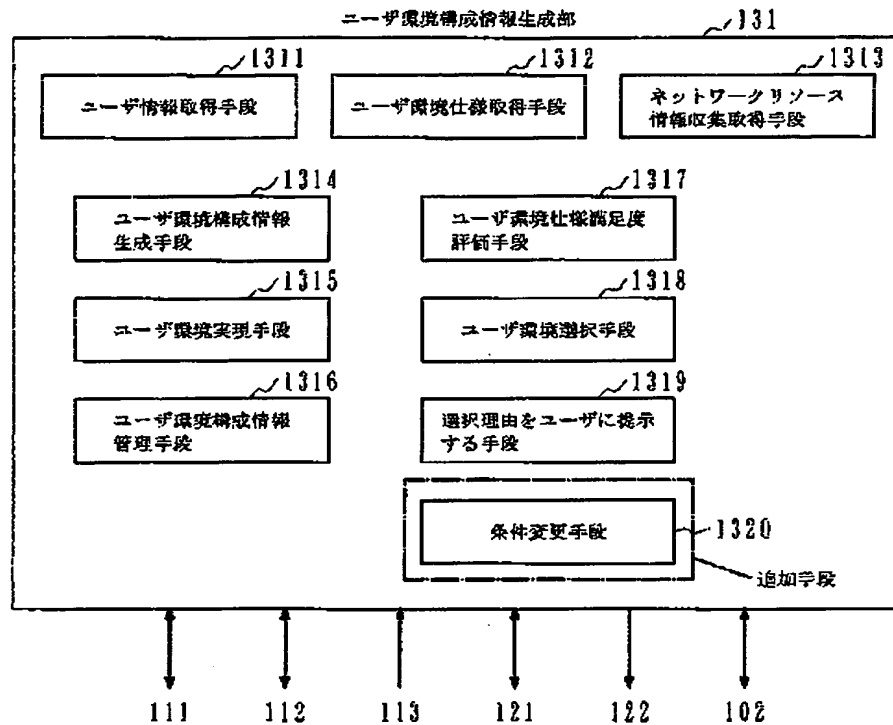 ユーザ環境構成情報生成部
131
1311
1312
1313
ユーザ情報取得手段
ユーザ環境仕様取得手段
ネットワークリソース
情報収集取得手段
1314
1317
ユーザ環境構成情報
生成手段
ユーザ環境仕様満足度
評価手段
1315
1318
ユーザ環境実現手段
ユーザ環境選択手段
1316
1319
ユーザ環境構成情報
管理手段
選択理由をユーザに提示
する手段
条件変更手段
1320
追加手段
111
112
113
121
122
102